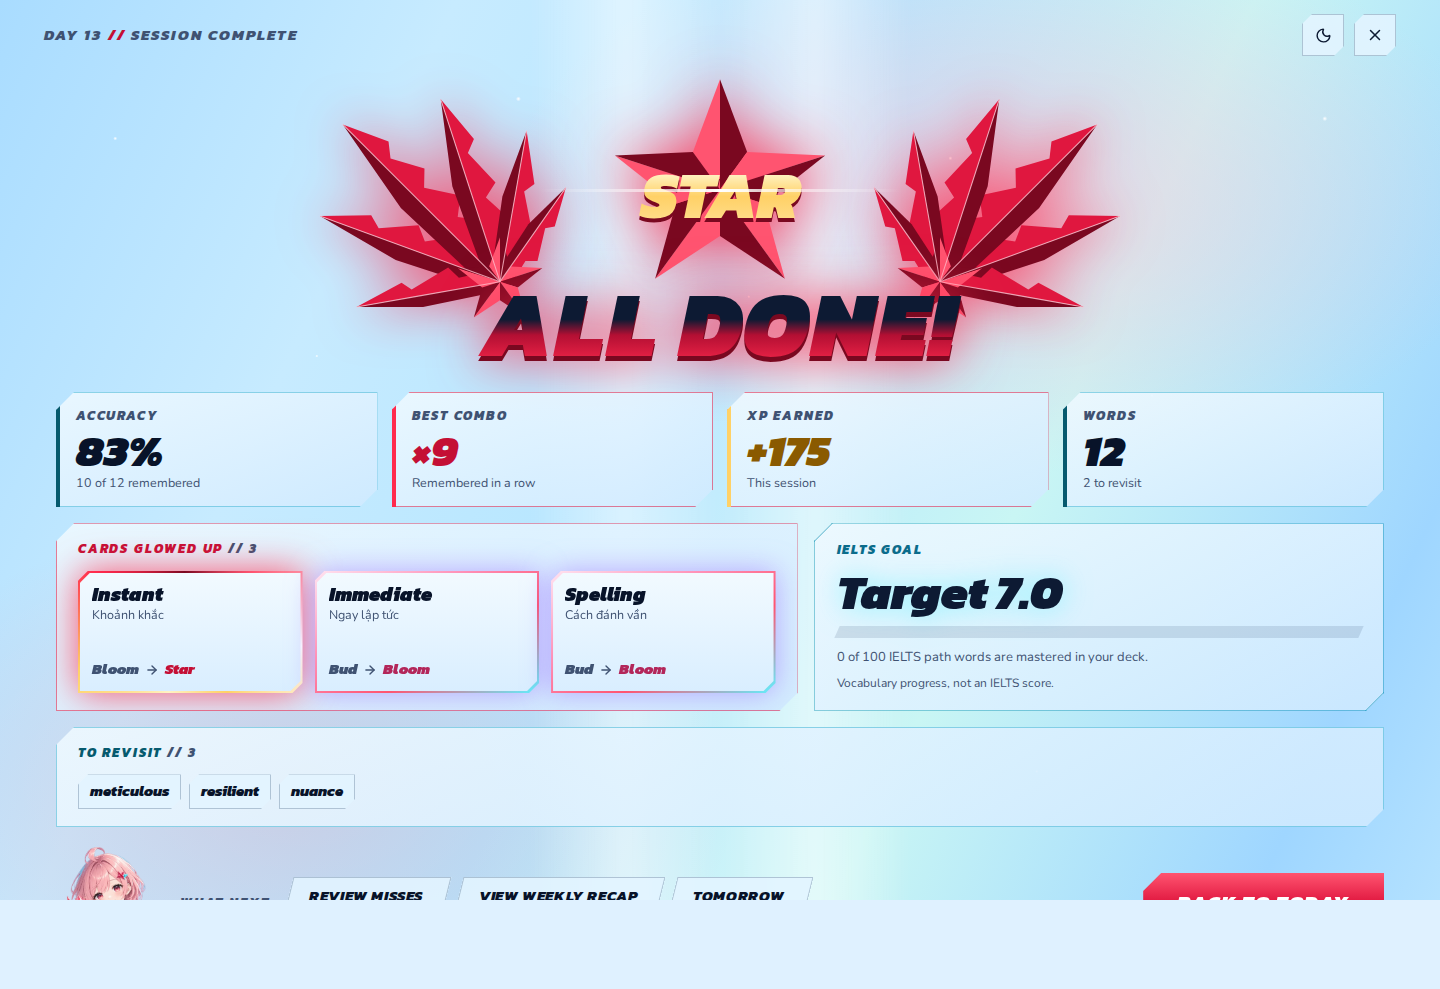 DAY 13 // SESSION COMPLETE
STAR
ALL DONE!
ACCURACY
83%
10 of 12 remembered
BEST COMBO
×9
Remembered in a row
XP EARNED
+175
This session
WORDS
12
2 to revisit
CARDS GLOWED UP // 3
Instant
Khoảnh khắc
Bloom → Star
Immediate
Ngay lập tức
Bud → Bloom
Spelling
Cách đánh vần
Bud → Bloom
IELTS GOAL
Target 7.0
0 of 100 IELTS path words are mastered in your deck.
Vocabulary progress, not an IELTS score.
TO REVISIT // 3
meticulous
resilient
nuance
REVIEW MISSES
VIEW WEEKLY RECAP
TOMORROW
BACK TO TODAY